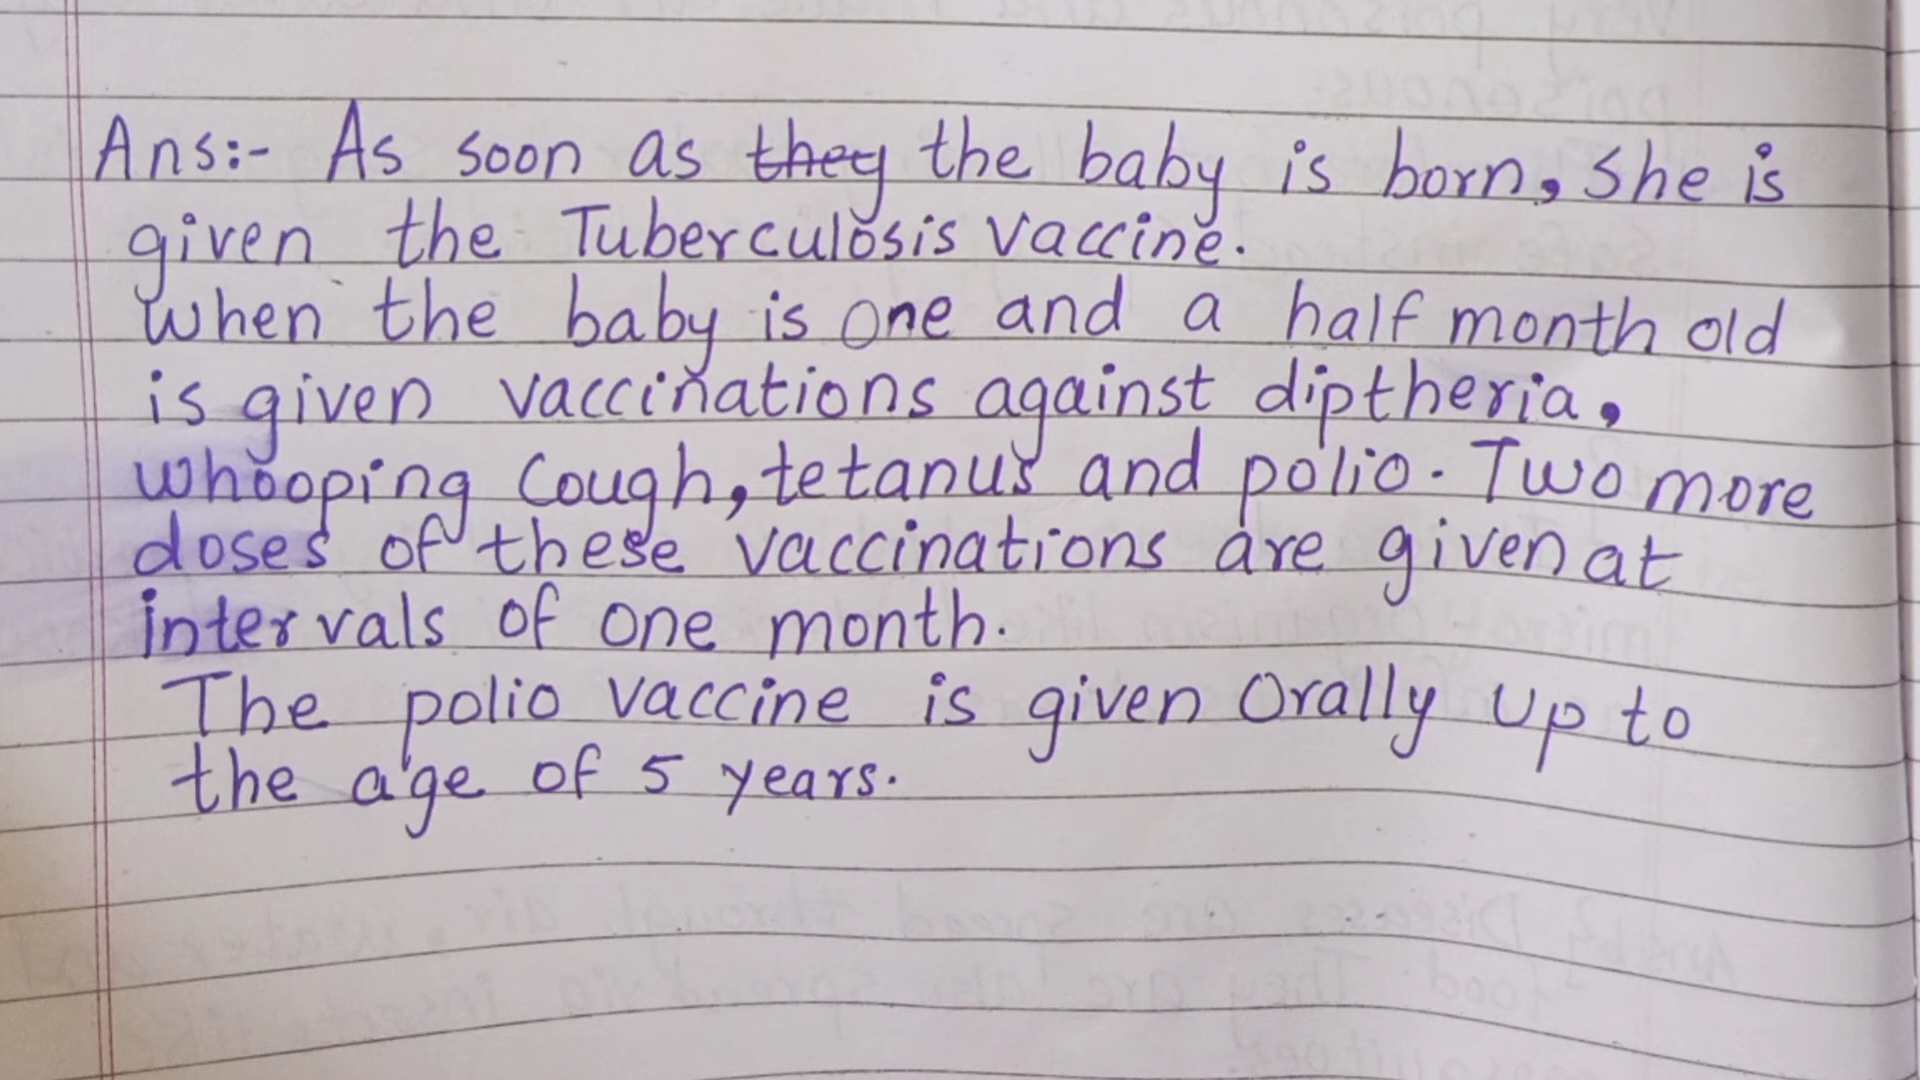 Ans:- As soon as they the baby is born, She is
given the Tuberculosis vaccine.
When the baby is one and a half month old
is given vaccinations against diptheria,
whooping Cough, tetanus and polio. Two more
doses of these vaccinations are given at
intervals of one month.
The polio vaccine is given Orally up to
the age of 5 years.